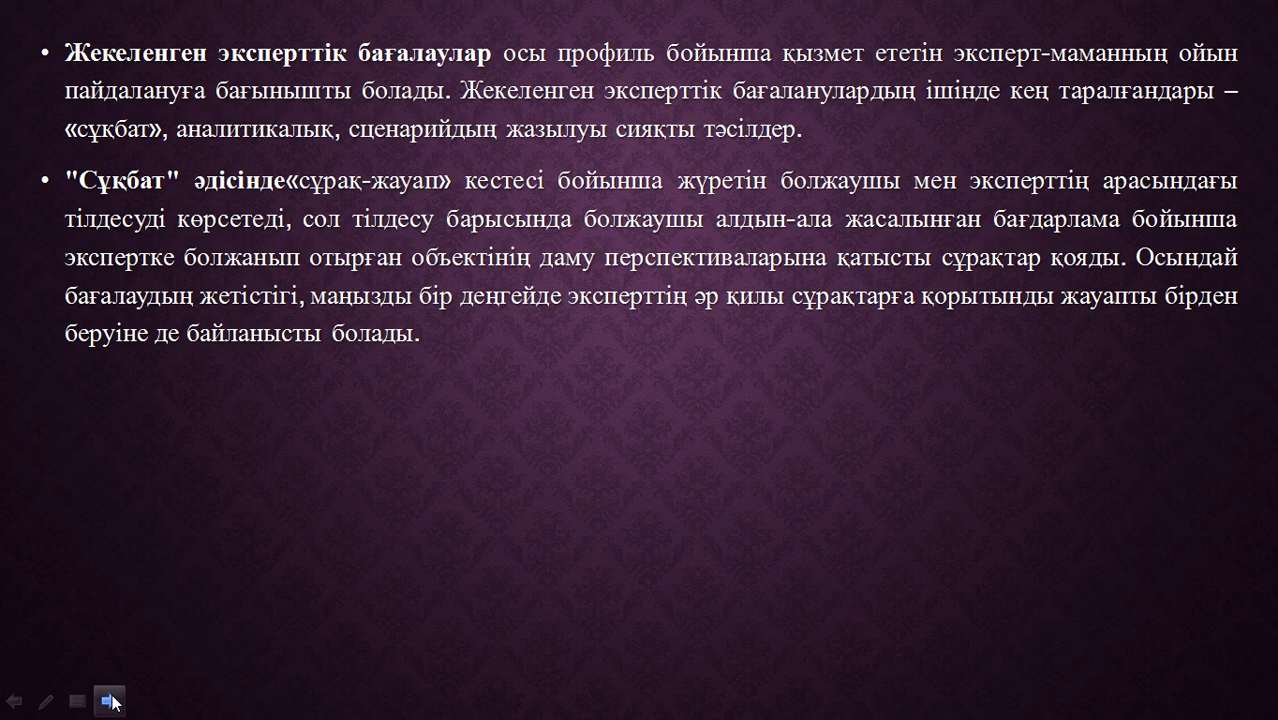 • Жекеленген эксперттік бағалаулар осы профиль бойынша қызмет ететін эксперт-маманның ойын
пайдалануға бағынышты болады. Жекеленген эксперттік бағаланулардың ішінде кең таралғандары –
«сұқбат», аналитикалық, сценарийдың жазылуы сияқты тәсілдер.
• "Сұқбат" әдісінде«сұрақ-жауап» кестесі бойынша жүретін болжаушы мен эксперттің арасындағы
тілдесуді көрсетеді, сол тілдесу барысында болжаушы алдын-ала жасалынған бағдарлама бойынша
экспертке болжанып отырған объектінің даму перспективаларына қатысты сұрақтар қояды. Осындай
бағалаудың жетістігі, маңызды бір деңгейде эксперттің әр қилы сұрақтарға қорытынды жауапты бірден
беруіне де байланысты болады.